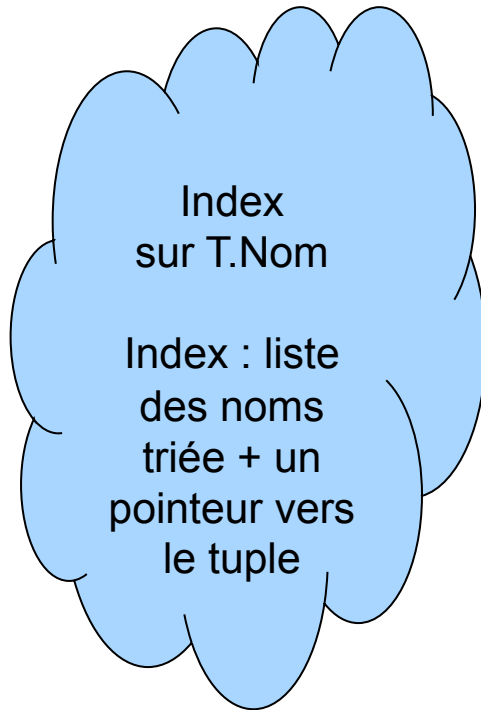 Index
sur T.Nom
Index : liste
des noms
triée + un
pointeur vers
le tuple